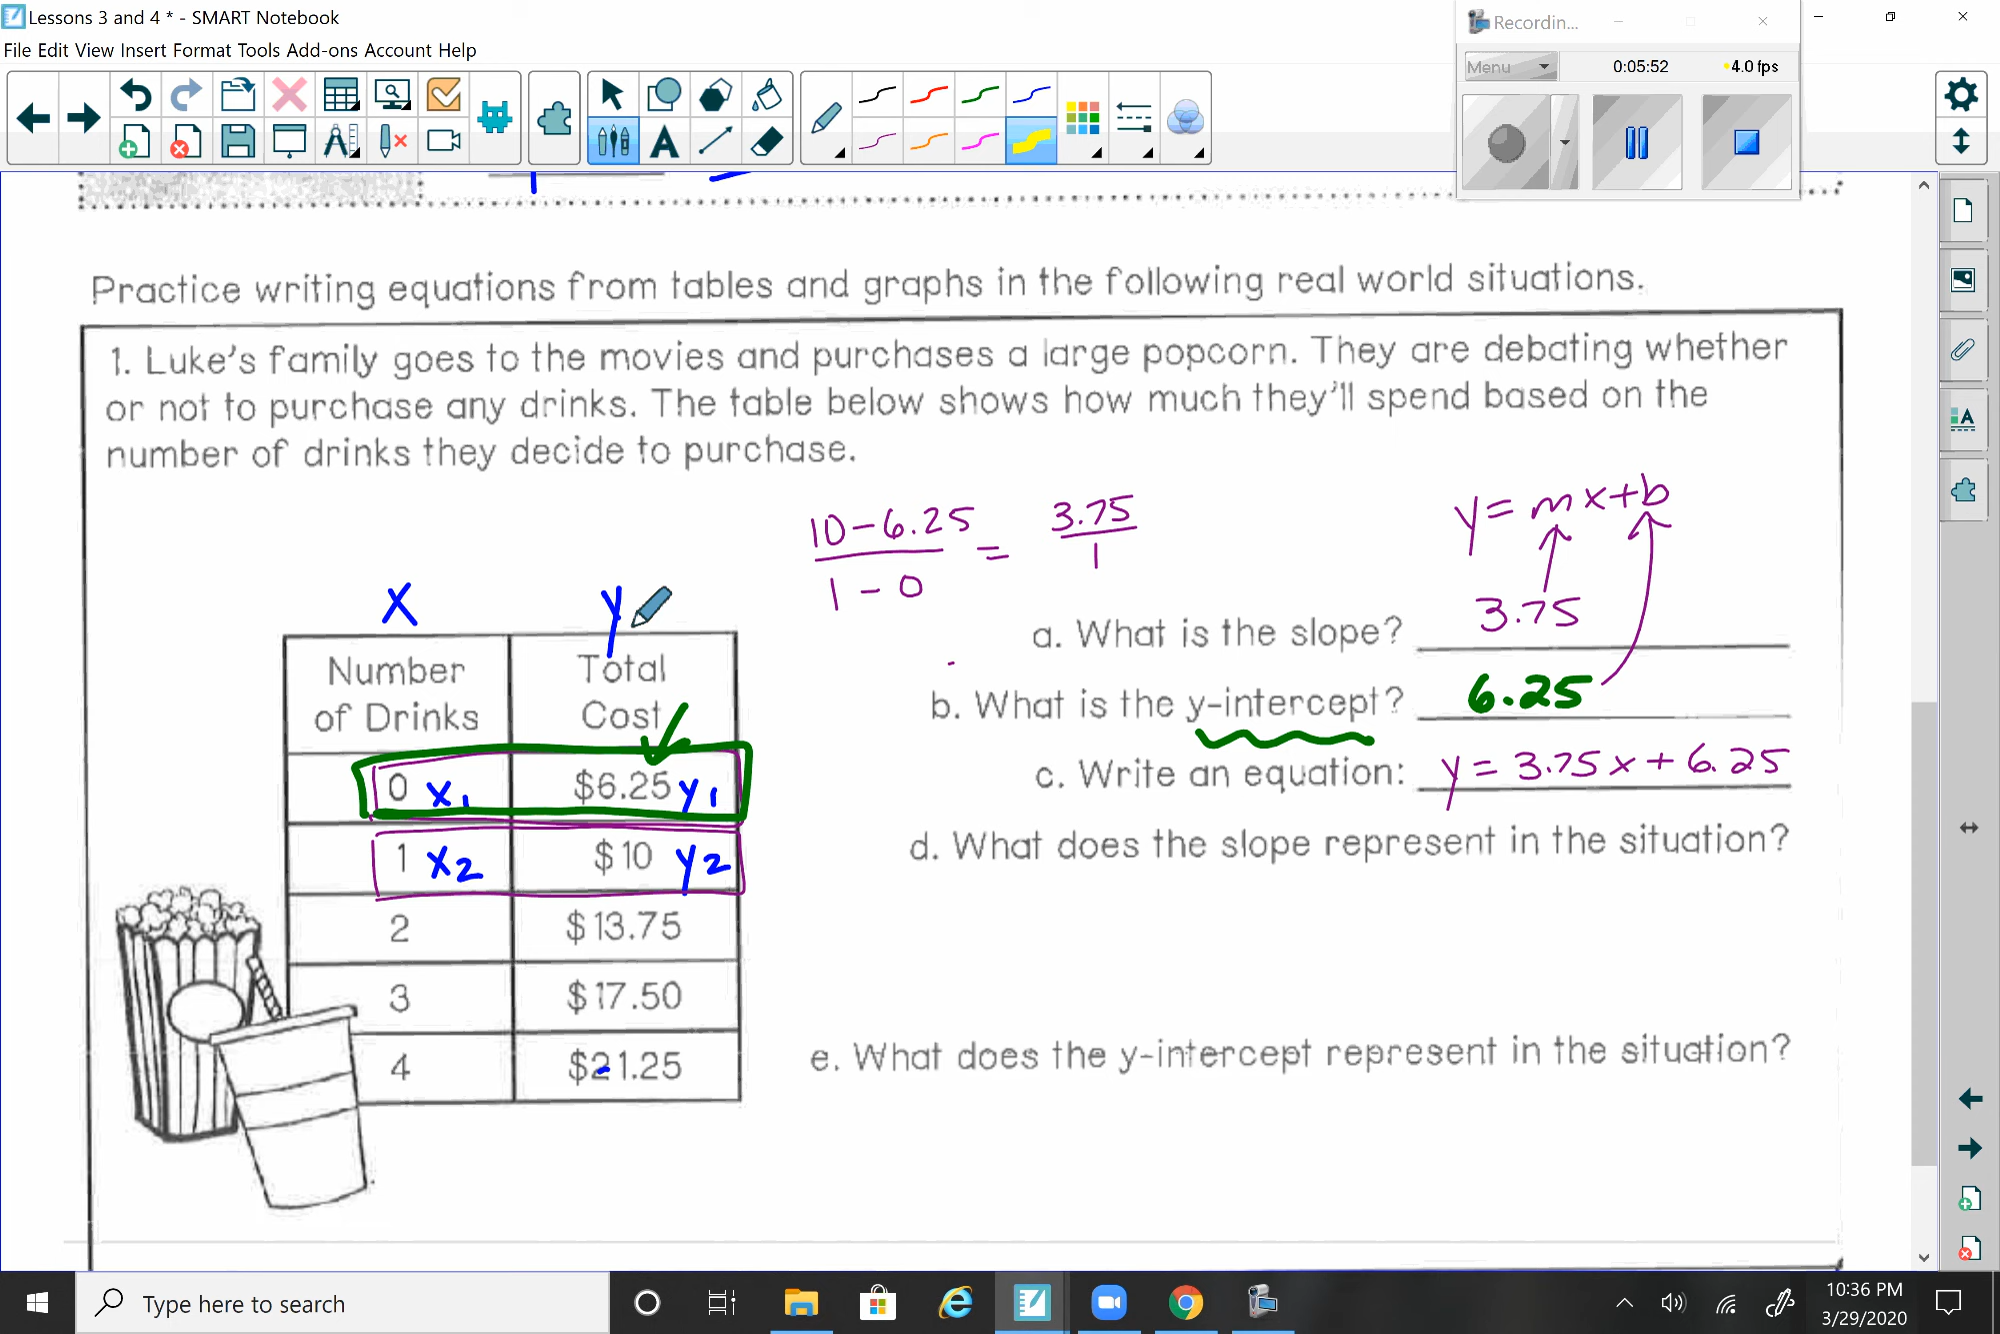 Lessons 3 and 4 * - SMART Notebook
File Edit View Insert Format Tools Add-ons Account Help
Recordin...
Menu
0:05:52
4.0 fps
Practice writing equations from tables and graphs in the following real world situations.
1. Luke's family goes to the movies and purchases a large popcorn. They are debating whether
or not to purchase any drinks. The table below shows how much they'll spend based on the
number of drinks they decide to purchase.
10-6.25 = 3.75
1-0 1
y=mx+b
3.75
x y
Number of Drinks Total Cost
0 x1 $6.25 y1
1 x2 $10 y2
2 $13.75
3 $17.50
4 $21.25
a. What is the slope?
b. What is the y-intercept? 6.25
c. Write an equation: y = 3.75x + 6.25
d. What does the slope represent in the situation?
e. What does the y-intercept represent in the situation?
Type here to search
10:36 PM
3/29/2020